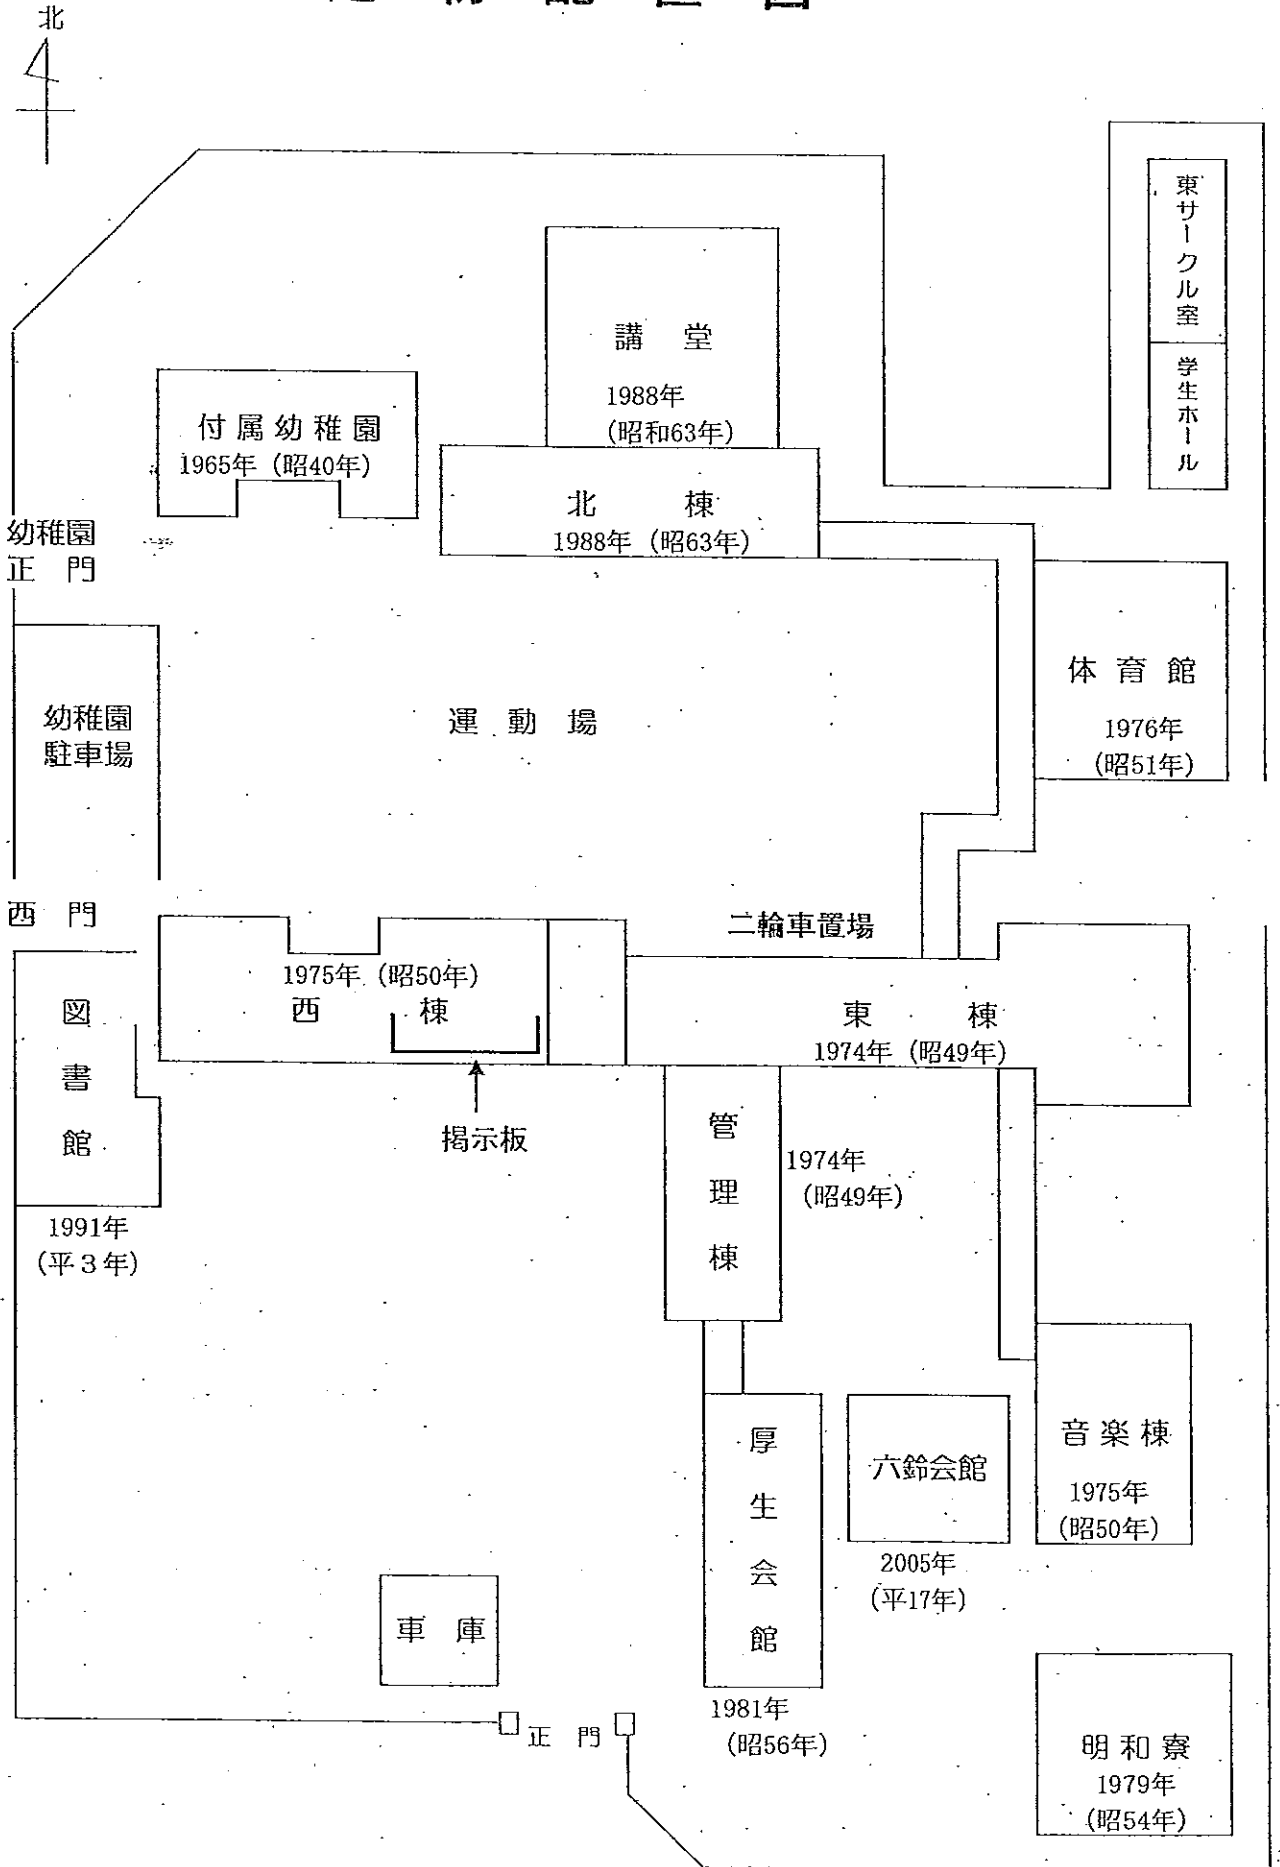 北
東サークル室
学生ホール
講 堂
1988年
(昭和63年)
付属幼稚園
1965年 (昭40年)
北 棟
1988年 (昭63年)
幼稚園
正 門
体 育 館
1976年
(昭51年)
幼稚園
駐車場
運 動 場
西 門
二輪車置場
1975年 (昭50年)
西 棟
図書館
東 棟
1974年 (昭49年)
掲示板
管理棟
1974年
(昭49年)
1991年
(平3年)
厚生会館
六鈴会館
音楽棟
1975年
(昭50年)
2005年
(平17年)
車 庫
1981年
(昭56年)
正 門
明和寮
1979年
(昭54年)